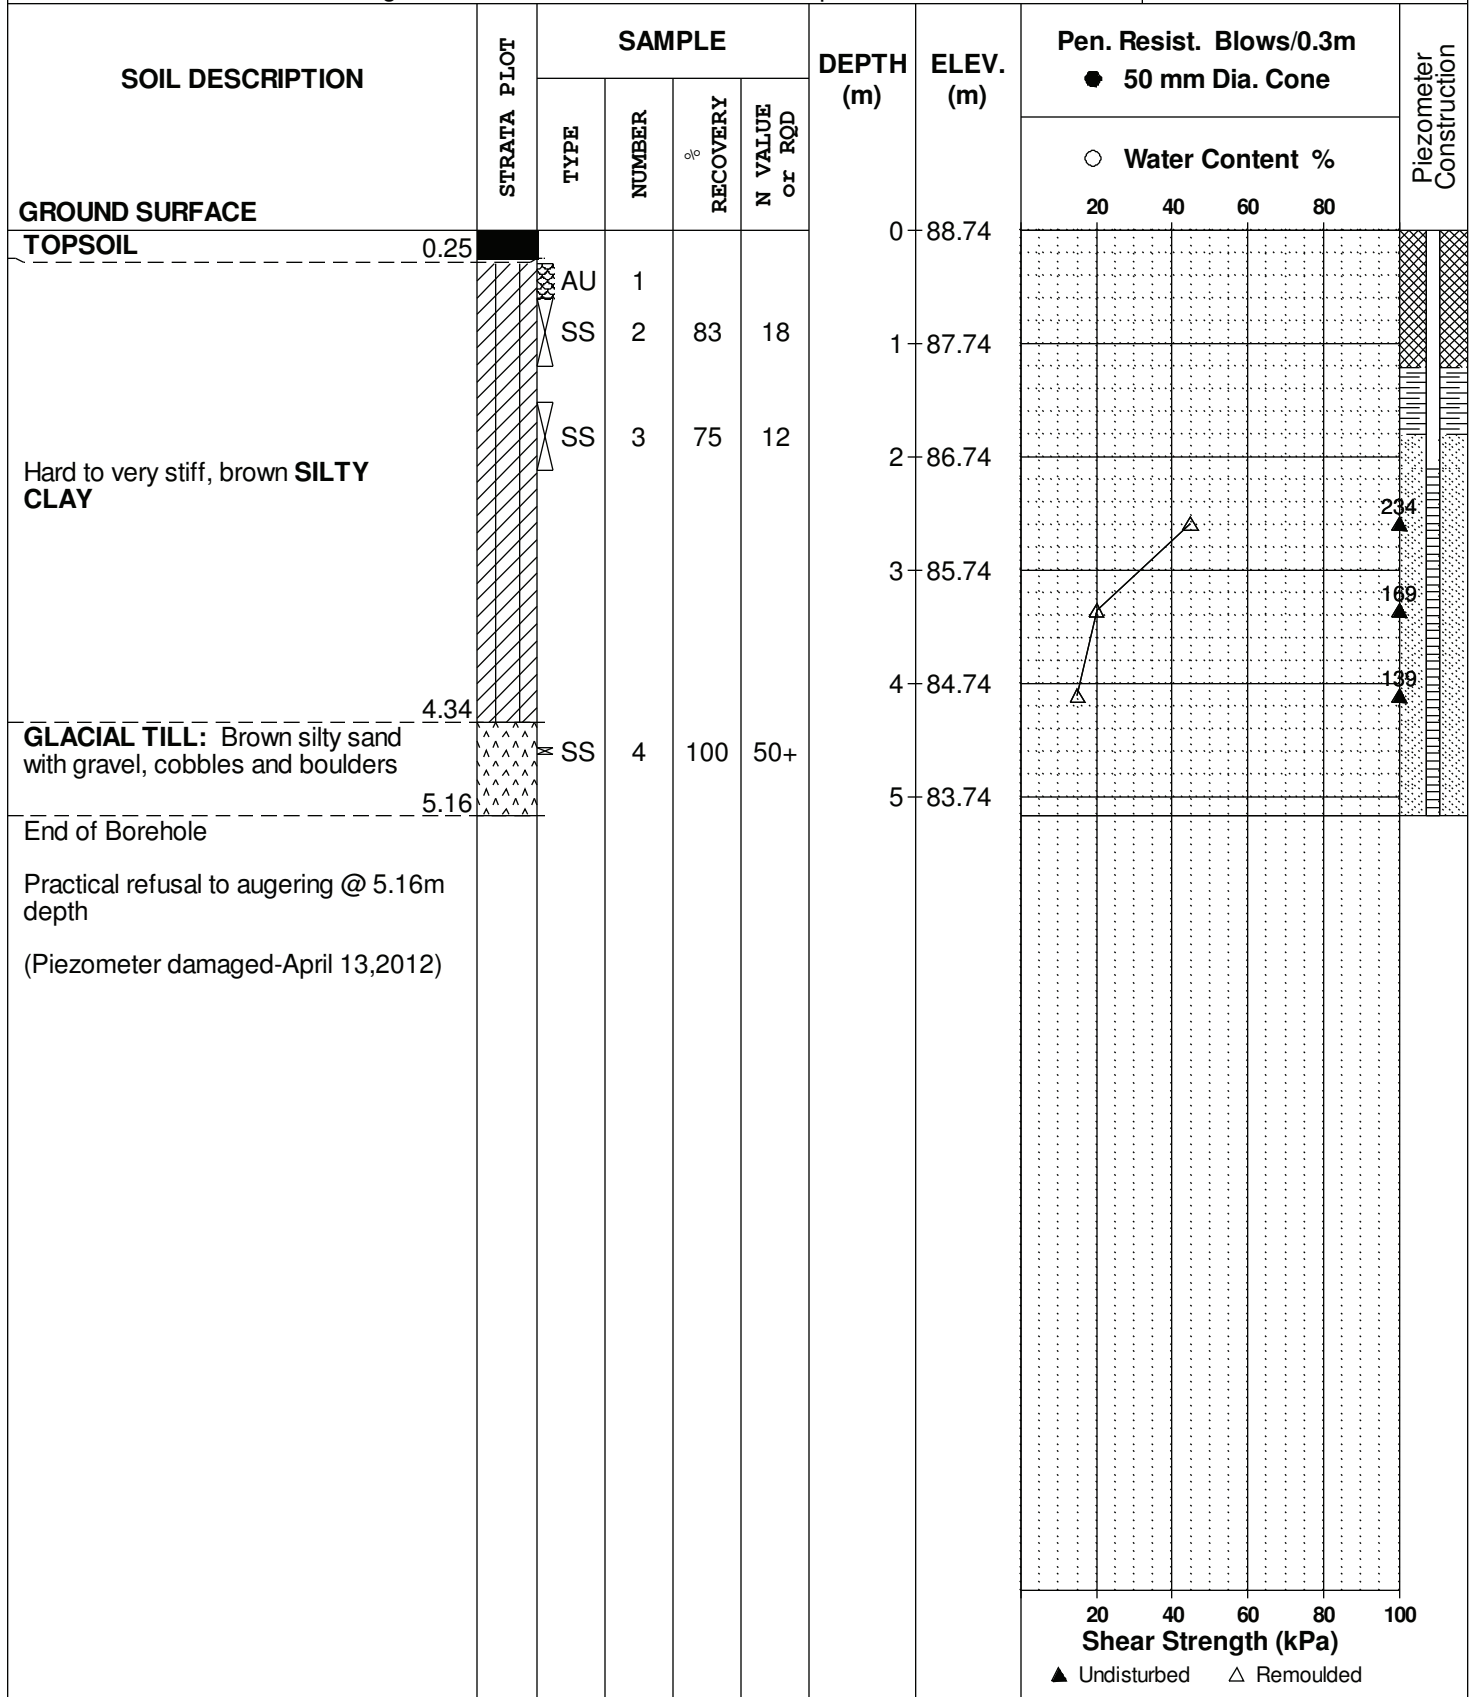 SOIL DESCRIPTION
GROUND SURFACE
STRATA PLOT
SAMPLE
TYPE
NUMBER
%
RECOVERY
N VALUE
or RQD
DEPTH
(m)
ELEV.
(m)
Pen. Resist. Blows/0.3m
● 50 mm Dia. Cone
○ Water Content %
20 40 60 80
Piezometer
Construction
0 88.74
TOPSOIL 0.25
AU 1
SS 2 83 18
1 87.74
SS 3 75 12
2 86.74
Hard to very stiff, brown SILTY
CLAY
234
3 85.74
169
4 84.74
139
4.34
GLACIAL TILL: Brown silty sand
with gravel, cobbles and boulders
SS 4 100 50+
5 83.74
5.16
End of Borehole
Practical refusal to augering @ 5.16m
depth
(Piezometer damaged-April 13,2012)
20 40 60 80 100
Shear Strength (kPa)
▲ Undisturbed △ Remoulded